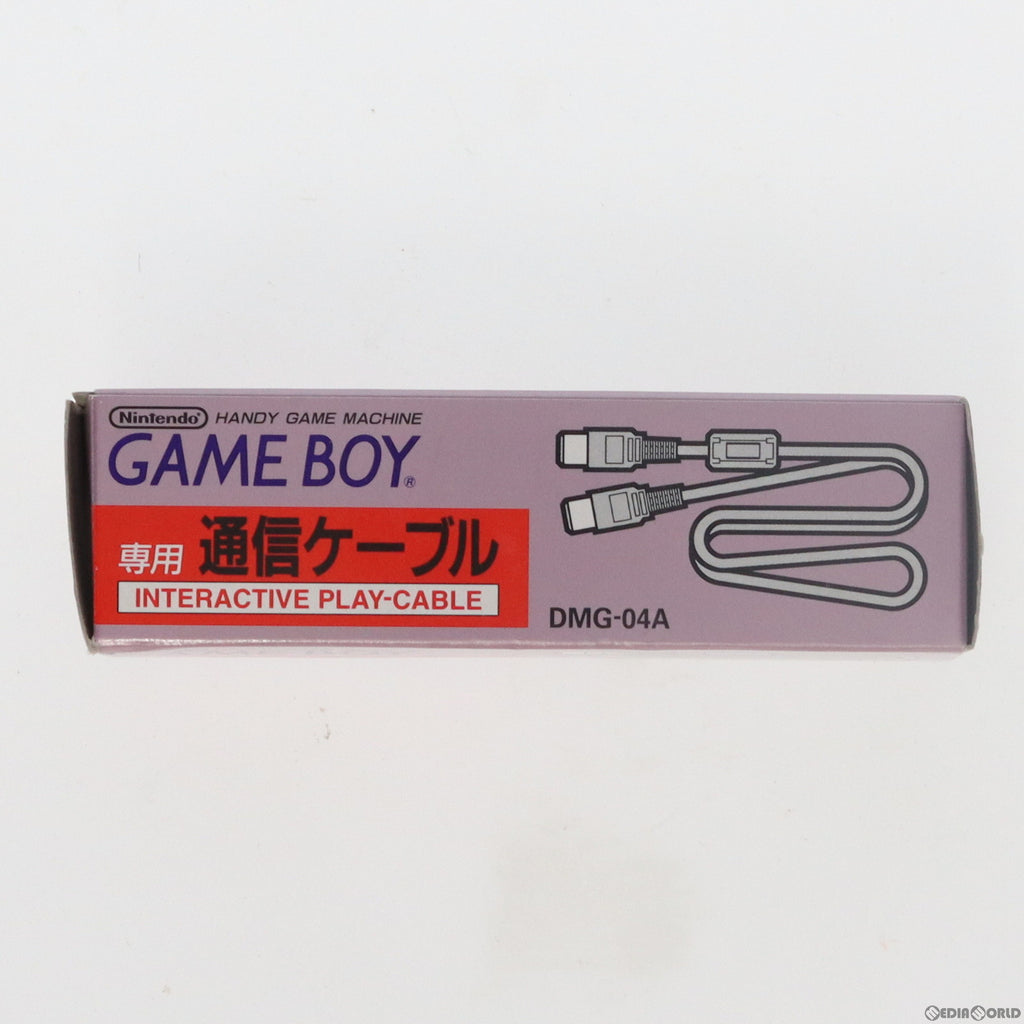 Nintendo® HANDY GAME MACHINE
GAME BOY®
専用 通信ケーブル
INTERACTIVE PLAY-CABLE
DMG-04A
MEDIAWORLD